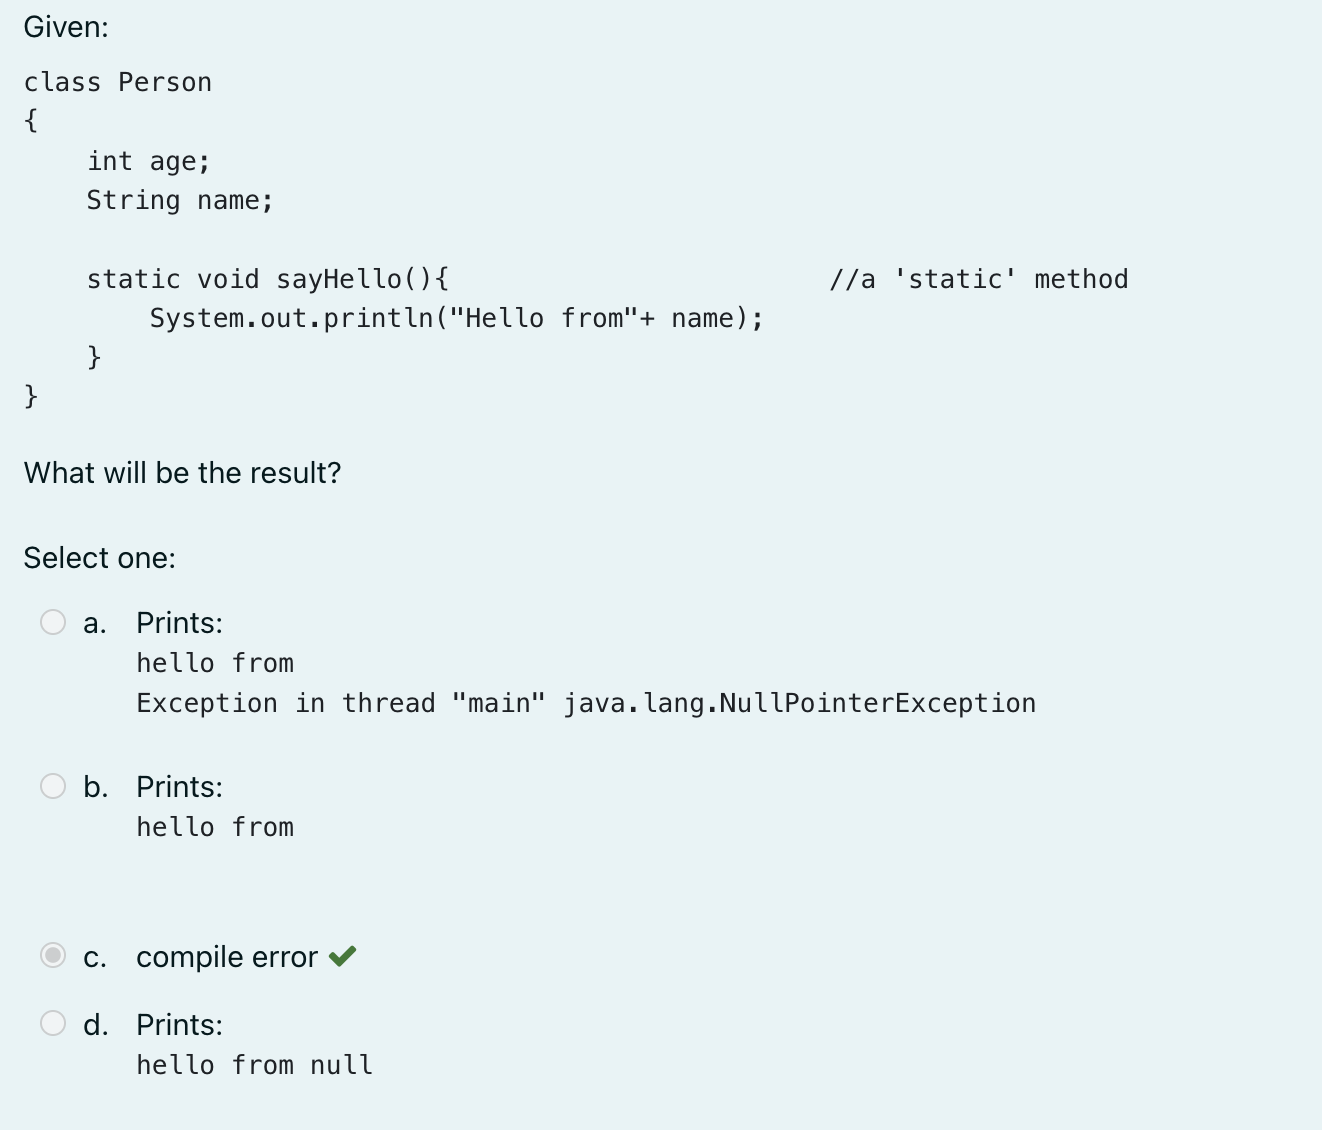 Given:
class Person
{
    int age;
    String name;

    static void sayHello(){                        //a 'static' method
        System.out.println("Hello from"+ name);
    }
}
What will be the result?
Select one:
a. Prints:
hello from
Exception in thread "main" java.lang.NullPointerException
b. Prints:
hello from
c. compile error
d. Prints:
hello from null